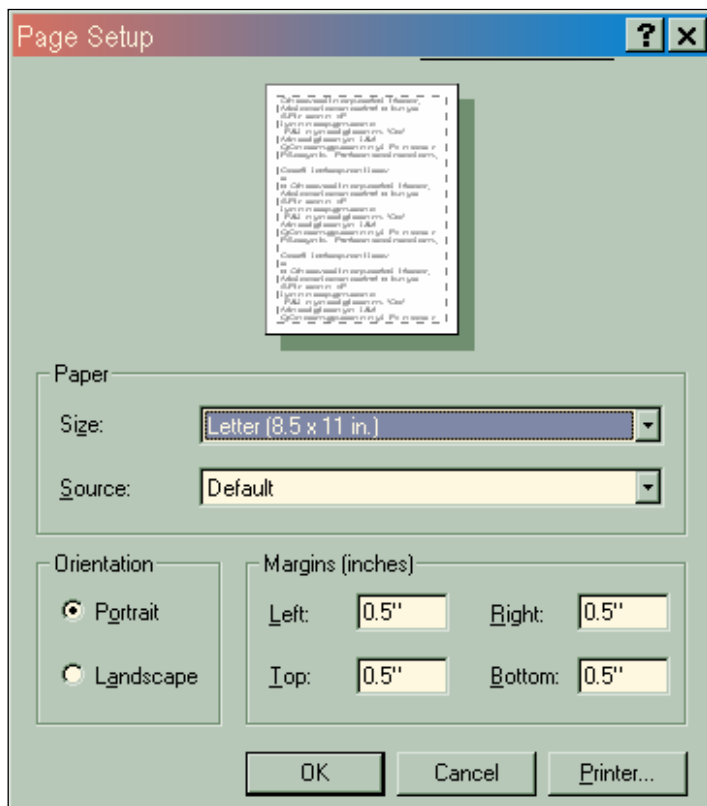 Page Setup
Paper
Size: Letter (8.5 x 11 in.)
Source: Default
Orientation
Portrait
Landscape
Margins (inches)
Left: 0.5" Right: 0.5"
Top: 0.5" Bottom: 0.5"
OK Cancel Printer...